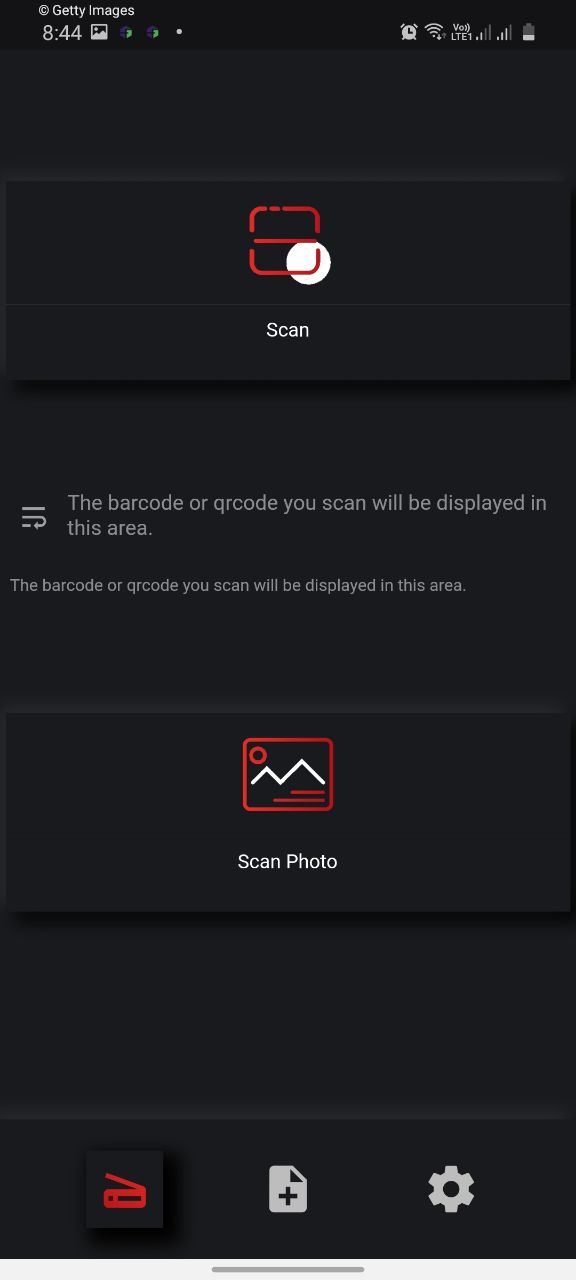 © Getty Images
8:44
Vo))
LTE1
Scan
The barcode or qrcode you scan will be displayed in
this area.
The barcode or qrcode you scan will be displayed in this area.
Scan Photo